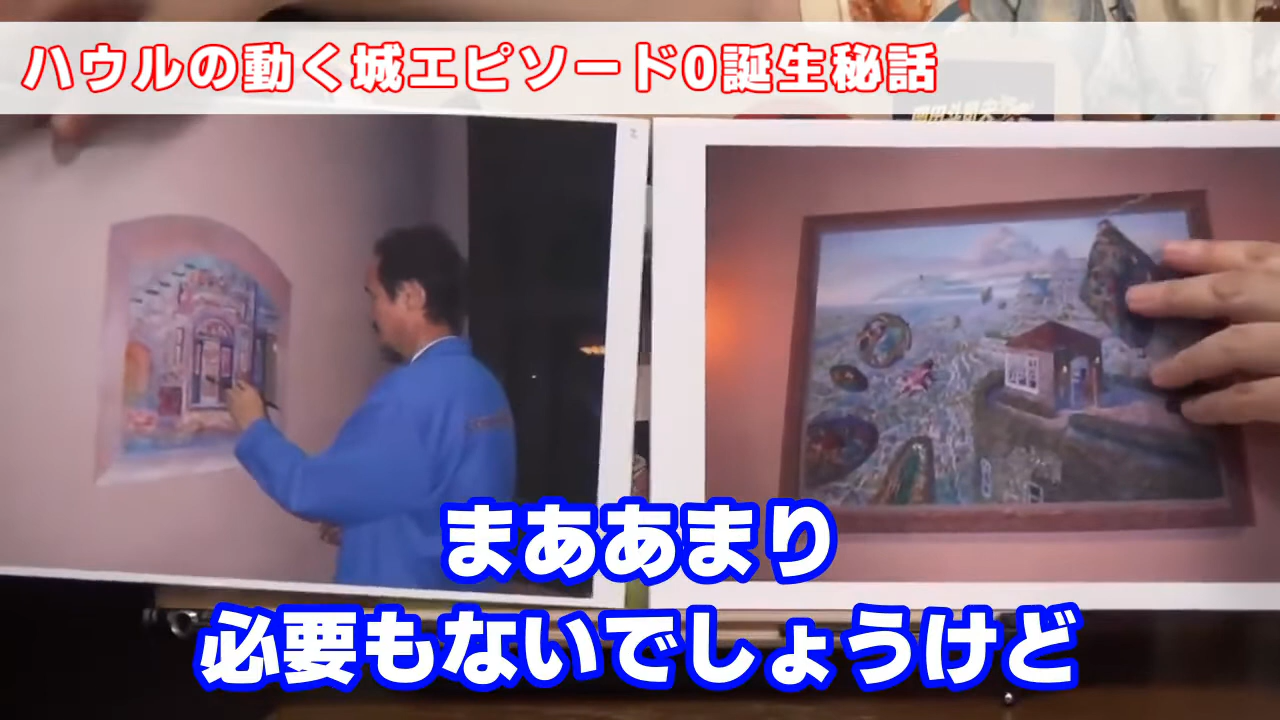 ハウルの動く城エピソード0誕生秘話
まああまり
必要もないでしょうけど